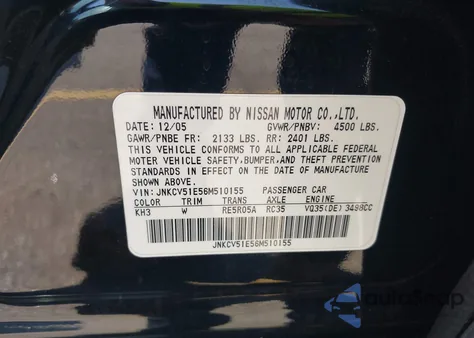 MANUFACTURED BY NISSAN MOTOR CO.,LTD.
DATE: 12/05 GVWR/PNBV: 4500 LBS.
GAWR/PNBE FR: 2133 LBS. RR: 2401 LBS.
THIS VEHICLE CONFORMS TO ALL APPLICABLE FEDERAL
MOTOR VEHICLE SAFETY,BUMPER,AND THEFT PREVENTION
STANDARDS IN EFFECT ON THE DATE OF MANUFACTURE
SHOWN ABOVE.
VIN: JNKCV51E56M510155 PASSENGER CAR
COLOR TRIM TRANS AXLE ENGINE
KH3 W RE5R05A RC35 VQ35(DE) 3498CC
JNKCV51E56M510155